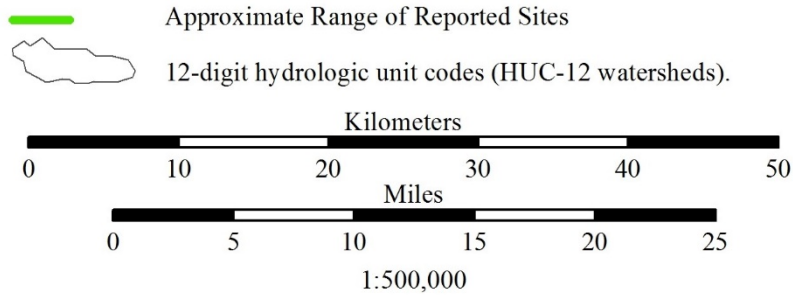 Approximate Range of Reported Sites
12-digit hydrologic unit codes (HUC-12 watersheds).
Kilometers
0 10 20 30 40 50
Miles
0 5 10 15 20 25
1:500,000